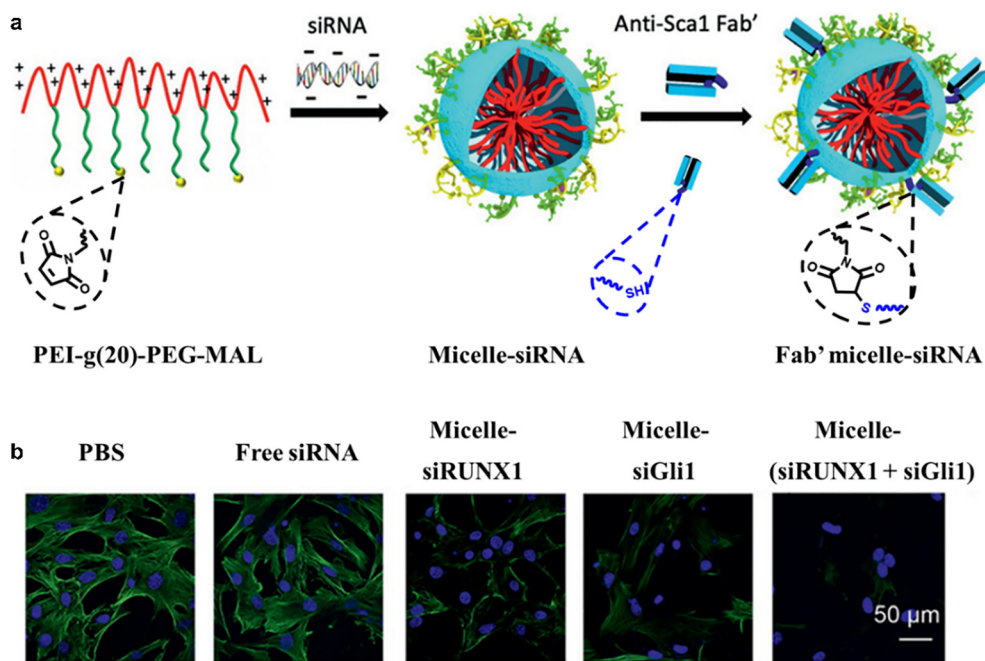 a
siRNA
Anti-Sca1 Fab'
SH
N
O
O
N
O
O
S
PEI-g(20)-PEG-MAL
Micelle-siRNA
Fab' micelle-siRNA
b
PBS
Free siRNA
Micelle-
siRUNX1
Micelle-
siGli1
Micelle-
(siRUNX1 + siGli1)
50 µm